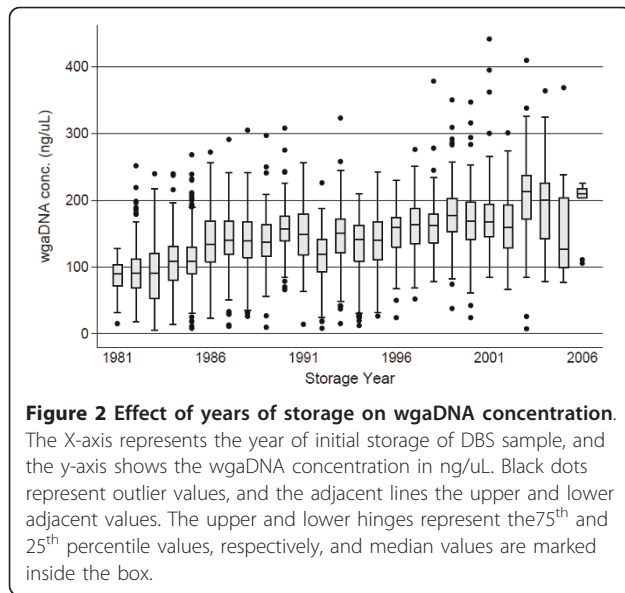 400
300
200
100
0
wgaDNA conc. (ng/uL)
1981 1986 1991 1996 2001 2006
Storage Year
Figure 2 Effect of years of storage on wgaDNA concentration.
The X-axis represents the year of initial storage of DBS sample, and
the y-axis shows the wgaDNA concentration in ng/uL. Black dots
represent outlier values, and the adjacent lines the upper and lower
adjacent values. The upper and lower hinges represent the75th and
25th percentile values, respectively, and median values are marked
inside the box.